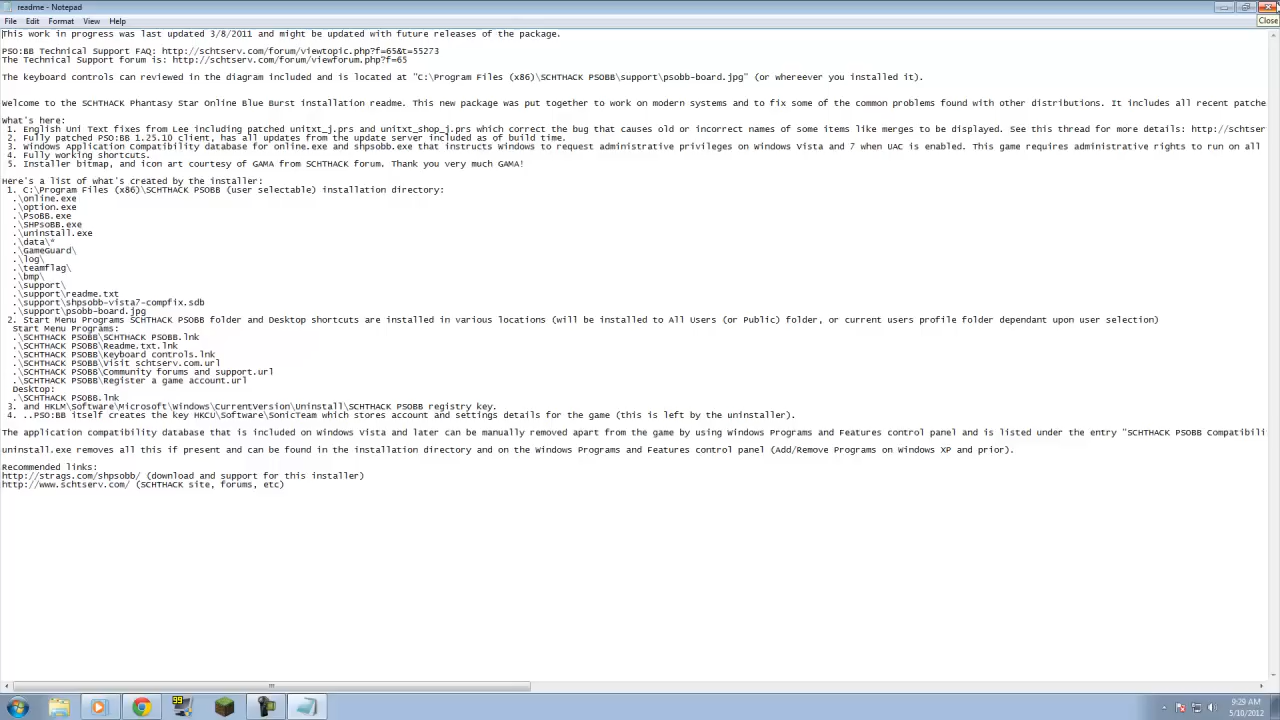 readme - Notepad
Close
File Edit Format View Help
This work in progress was last updated 3/8/2011 and might be updated with future releases of the package.
PSO:BB Technical Support FAQ: http://schtserv.com/forum/viewtopic.php?f=65&t=55273
The Technical Support forum is: http://schtserv.com/forum/viewforum.php?f=65
The keyboard controls can reviewed in the diagram included and is located at "C:\Program Files (x86)\SCHTHACK PSOBB\support\psobb-board.jpg" (or whereever you installed it).
Welcome to the SCHTHACK Phantasy Star Online Blue Burst installation readme. This new package was put together to work on modern systems and to fix some of the common problems found with other distributions. It includes all recent patche
What's here:
1. English Uni Text fixes from Lee including patched unitxt_j.prs and unitxt_shop_j.prs which correct the bug that causes old or incorrect names of some items like merges to be displayed. See this thread for more details: http://schtser
2. Fully patched PSO:BB 1.25.10 client, has all updates from the update server included as of build time.
3. Windows Application Compatibility database for online.exe and shpsobb.exe that instructs Windows to request administrative privileges on Windows Vista and 7 when UAC is enabled. This game requires administrative rights to run on all
4. Fully working shortcuts.
5. Installer bitmap, and icon art courtesy of GAMA from SCHTHACK forum. Thank you very much GAMA!
Here's a list of what's created by the installer:
1. C:\Program Files (x86)\SCHTHACK PSOBB (user selectable) installation directory:
.\online.exe
.\option.exe
.\PsoBB.exe
.\SHPsoBB.exe
.\uninstall.exe
.\data\*
.\GameGuard\
.\log\
.\teamflag\
.\bmp\
.\support\
.\support\readme.txt
.\support\shpsobb-vista7-compfix.sdb
.\support\psobb-board.jpg
2. Start Menu Programs SCHTHACK PSOBB folder and Desktop shortcuts are installed in various locations (will be installed to All Users (or Public) folder, or current users profile folder dependant upon user selection)
Start Menu Programs:
.\SCHTHACK PSOBB\SCHTHACK PSOBB.lnk
.\SCHTHACK PSOBB\Readme.txt.lnk
.\SCHTHACK PSOBB\Keyboard controls.lnk
.\SCHTHACK PSOBB\Visit schtserv.com.url
.\SCHTHACK PSOBB\Community forums and support.url
.\SCHTHACK PSOBB\Register a game account.url
Desktop:
.\SCHTHACK PSOBB.lnk
3. and HKLM\Software\Microsoft\Windows\CurrentVersion\Uninstall\SCHTHACK PSOBB registry key.
4. ..PSO:BB itself creates the key HKCU\Software\SonicTeam which stores account and settings details for the game (this is left by the uninstaller).
The application compatibility database that is included on Windows Vista and later can be manually removed apart from the game by using Windows Programs and Features control panel and is listed under the entry "SCHTHACK PSOBB Compatibili
uninstall.exe removes all this if present and can be found in the installation directory and on the Windows Programs and Features control panel (Add/Remove Programs on Windows XP and prior).
Recommended links:
http://strags.com/shpsobb/ (download and support for this installer)
http://www.schtserv.com/ (SCHTHACK site, forums, etc)
99
9:29 AM
5/10/2012